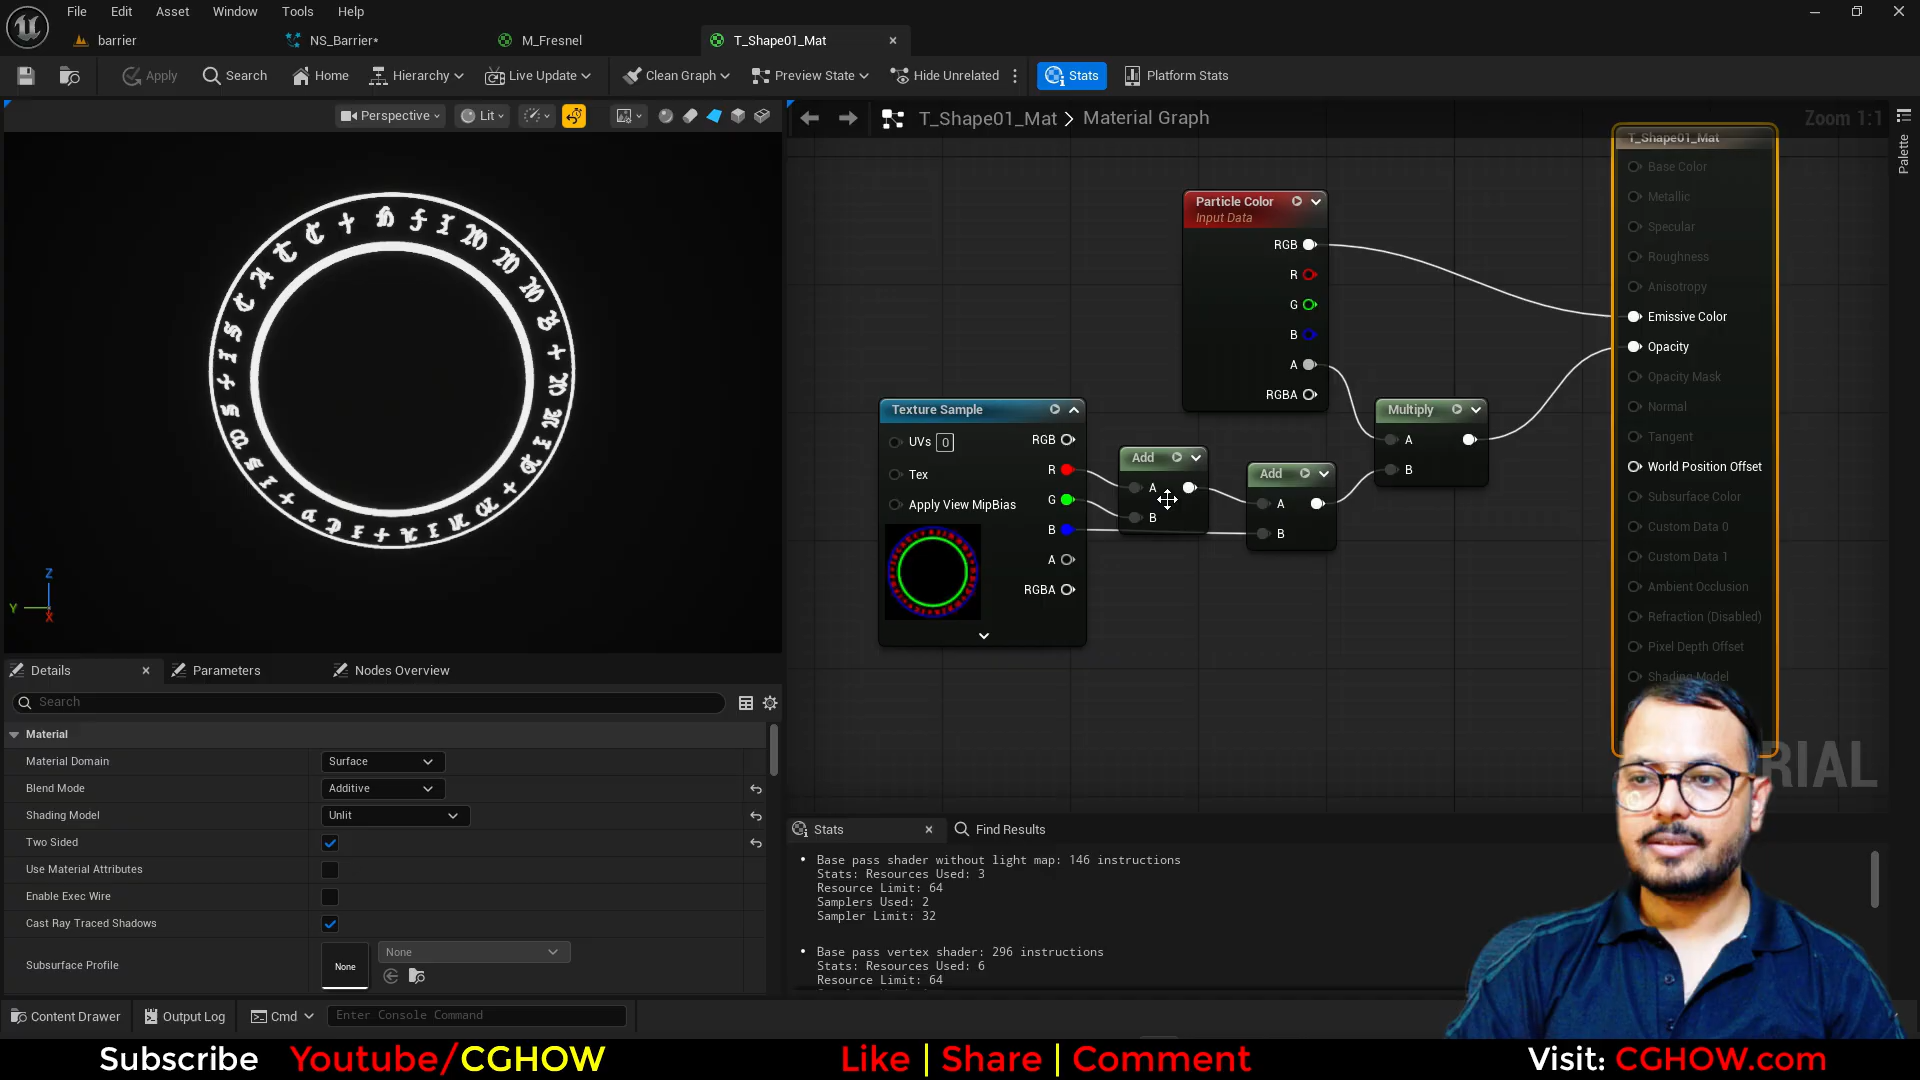 File Edit Asset Window Tools Help
barrier NS_Barrier* M_Fresnel T_Shape01_Mat
Apply Search Home Hierarchy Live Update Clean Graph Preview State Hide Unrelated Stats Platform Stats
Perspective Lit
T_Shape01_Mat > Material Graph
Zoom 1:1
Palette
Particle Color
Input Data
RGB
R
G
B
A
RGBA
Texture Sample
UVs 0
Tex
Apply View MipBias
RGB
R
G
B
A
RGBA
Add
A
B
Add
A
B
Multiply
A
B
T_Shape01_Mat
Base Color
Metallic
Specular
Roughness
Anisotropy
Emissive Color
Opacity
Opacity Mask
Normal
Tangent
World Position Offset
Subsurface Color
Custom Data 0
Custom Data 1
Ambient Occlusion
Refraction (Disabled)
Pixel Depth Offset
Shading Model
RIAL
Z
Y
X
Details Parameters Nodes Overview
Search
Material
Material Domain Surface
Blend Mode Additive
Shading Model Unlit
Two Sided
Use Material Attributes
Enable Exec Wire
Cast Ray Traced Shadows
Subsurface Profile None None
Stats Find Results
Base pass shader without light map: 146 instructions
Stats: Resources Used: 3
Resource Limit: 64
Samplers Used: 2
Sampler Limit: 32
Base pass vertex shader: 296 instructions
Stats: Resources Used: 6
Resource Limit: 64
Content Drawer Output Log Cmd Enter Console Command
Subscribe Youtube/CGHOW Like | Share | Comment Visit: CGHOW.com